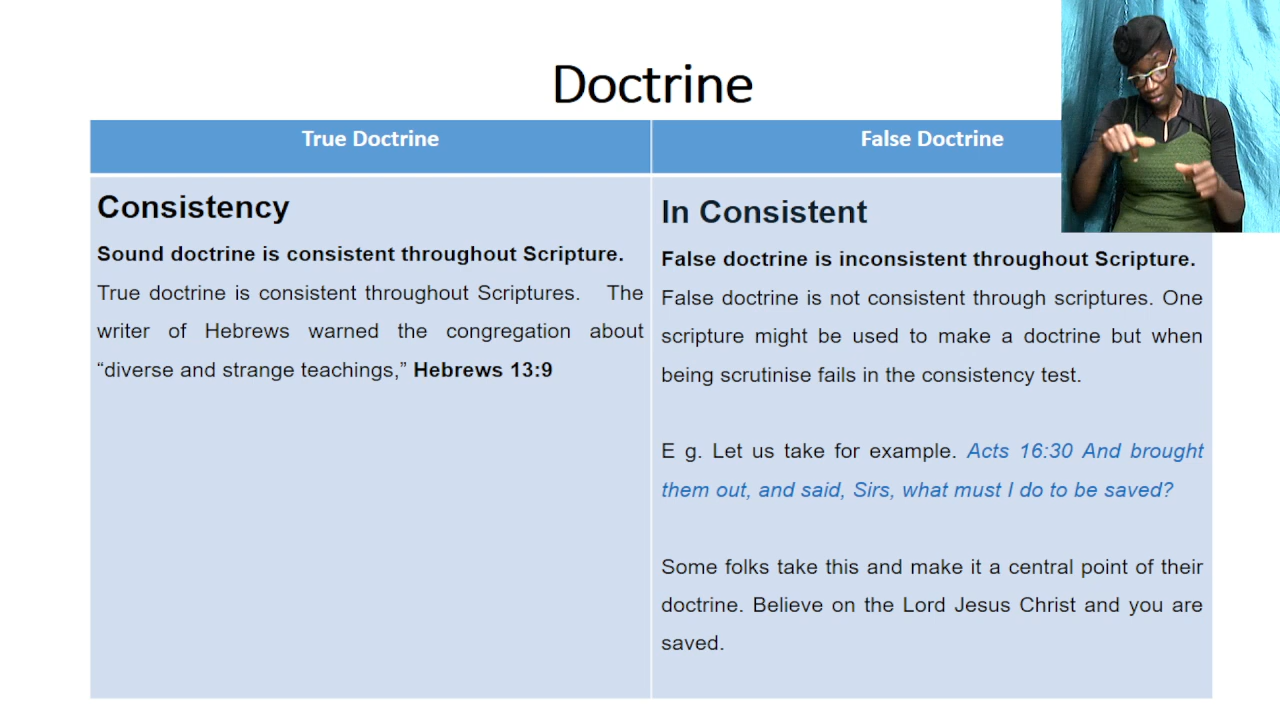 Doctrine
True Doctrine
False Doctrine
Consistency
Sound doctrine is consistent throughout Scripture.
True doctrine is consistent throughout Scriptures. The
writer of Hebrews warned the congregation about
“diverse and strange teachings,” Hebrews 13:9
In Consistent
False doctrine is inconsistent throughout Scripture.
False doctrine is not consistent through scriptures. One
scripture might be used to make a doctrine but when
being scrutinise fails in the consistency test.
E g. Let us take for example. Acts 16:30 And brought
them out, and said, Sirs, what must I do to be saved?
Some folks take this and make it a central point of their
doctrine. Believe on the Lord Jesus Christ and you are
saved.